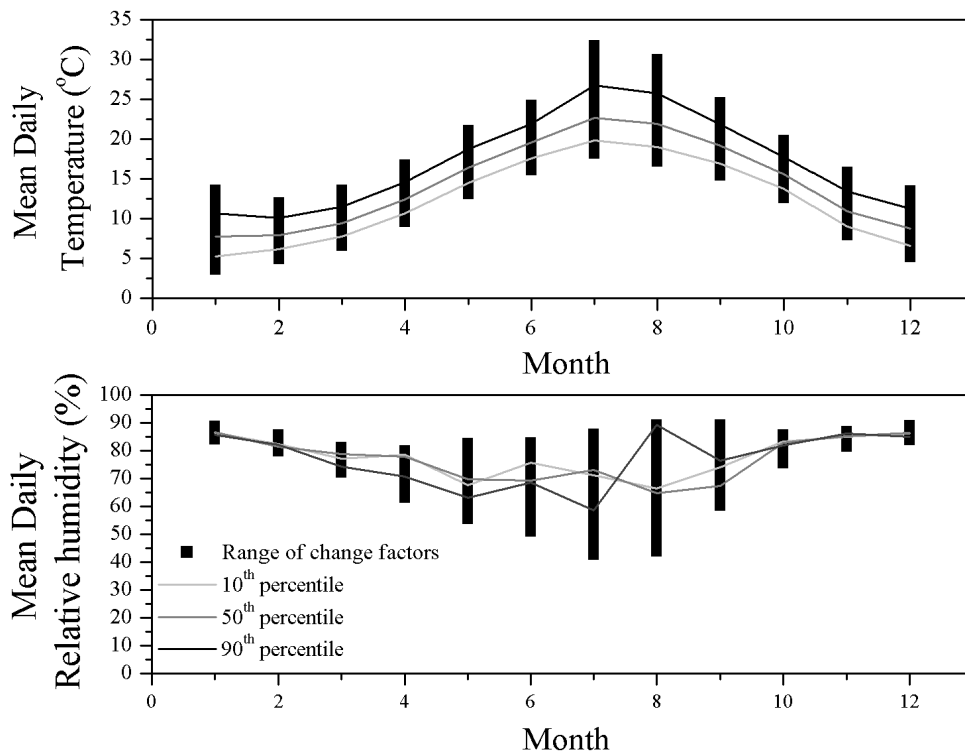 Mean Daily
Temperature (°C)
35
30
25
20
15
10
5
0
0 2 4 6 8 10 12
Month
Mean Daily
Relative humidity (%)
100
90
80
70
60
50
40
30
20
10
0
Range of change factors
10th percentile
50th percentile
90th percentile
0 2 4 6 8 10 12
Month